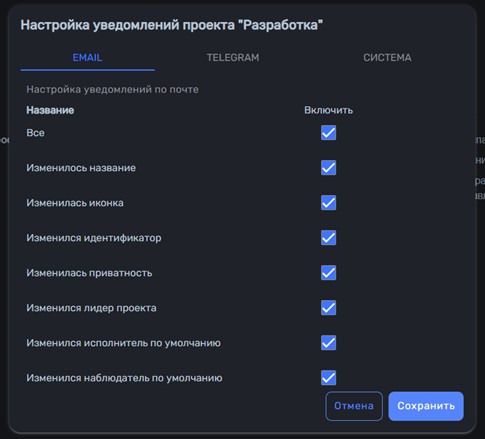 Настройка уведомлений проекта "Разработка"
EMAIL TELEGRAM СИСТЕМА
Настройка уведомлений по почте
Название Включить
Все
Изменилось название
Изменилась иконка
Изменился идентификатор
Изменилась приватность
Изменился лидер проекта
Изменился исполнитель по умолчанию
Изменился наблюдатель по умолчанию
Отмена Сохранить